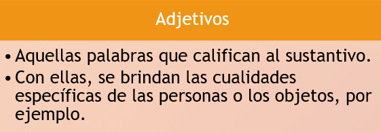 Adjetivos
• Aquellas palabras que califican al sustantivo.
• Con ellas, se brindan las cualidades
específicas de las personas o los objetos, por
ejemplo.